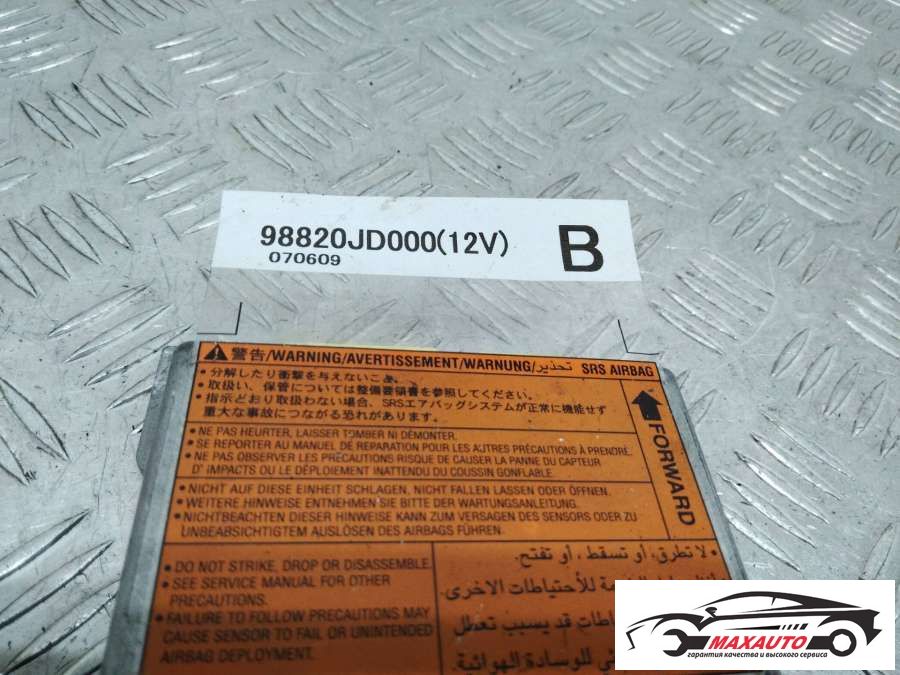 98820JD000(12V)
070609
B
警告/WARNING/AVERTISSEMENT/WARNUNG/تحذير SRS AIRBAG
• 分解したり衝撃を与えないこと。
• 取扱い、保管については整備要領書を参照してください。
• 指示どおり取扱わない場合、SRSエアバッグシステムが正常に機能せず
重大な事故につながる恐れがあります。
• NE PAS HEURTER, LAISSER TOMBER NI DÉMONTER.
• SE REPORTER AU MANUEL DE RÉPARATION POUR LES AUTRES PRÉCAUTIONS À PRENDRE.
• NE PAS OBSERVER LES PRÉCAUTIONS RISQUE DE CAUSER LA PANNE DU CAPTEUR
D' IMPACTS OU LE DÉPLOIEMENT INATTENDU DU COUSSIN GONFLABLE.
• NICHT AUF DIESE EINHEIT SCHLAGEN, NICHT FALLEN LASSEN ODER ÖFFNEN.
• WEITERE HINWEISE ENTNEHMEN SIE BITTE DER WARTUNGSANLEITUNG.
• NICHTBEACHTEN DIESER HINWEISE KANN ZUM VERSAGEN DES SENSORS ODER ZU
UNBEABSICHTIGTEM AUSLÖSEN DES AIRBAGS FÜHREN.
FORWARD
• DO NOT STRIKE, DROP OR DISASSEMBLE.
• SEE SERVICE MANUAL FOR OTHER
PRECAUTIONS.
• FAILURE TO FOLLOW PRECAUTIONS MAY
CAUSE SENSOR TO FAIL OR UNINTENDED
AIRBAG DEPLOYMENT.
• لا تطرق، أو تسقط، أو تفتح.
للأحتياطات الاخرى.
قد يسبب تعطل
للوسادة الهوائية.
MAXAUTO
гарантия качества и высокого сервиса